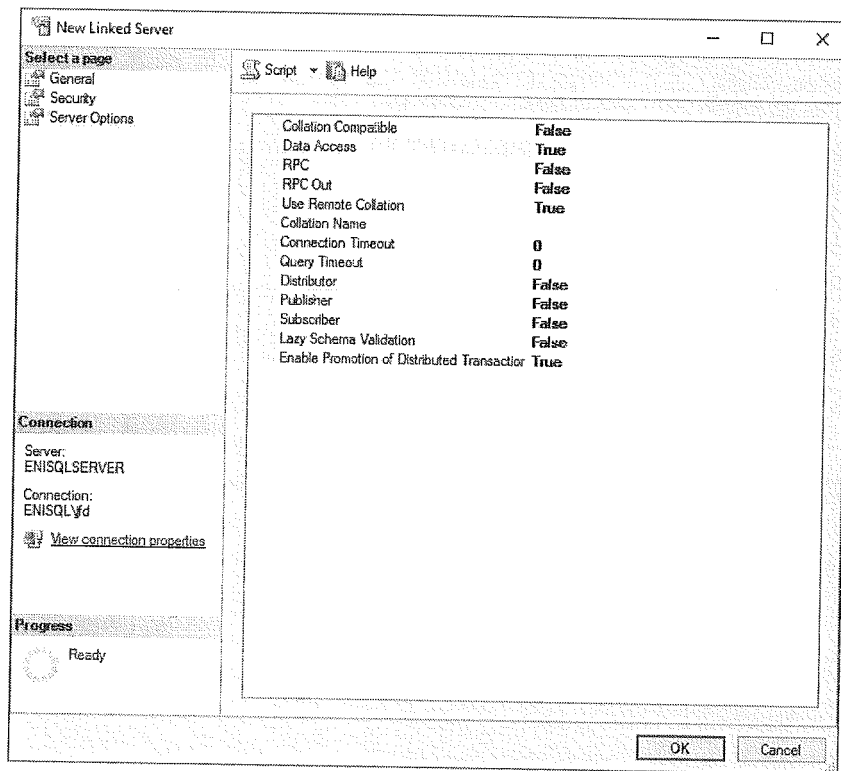 New Linked Server
Select a page
General
Security
Server Options
Script Help
Collation Compatible False
Data Access True
RPC False
RPC Out False
Use Remote Collation True
Collation Name
Connection Timeout 0
Query Timeout 0
Distributor False
Publisher False
Subscriber False
Lazy Schema Validation False
Enable Promotion of Distributed Transaction True
Connection
Server:
ENISQLSERVER
Connection:
ENISQL\jfd
View connection properties
Progress
Ready
OK Cancel